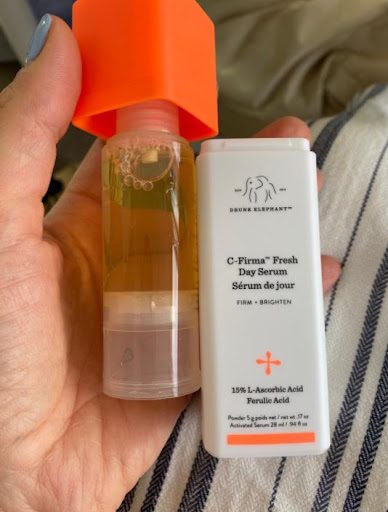 DRUNK ELEPHANT™
C-Firma™ Fresh
Day Serum
Sérum de jour
FIRM + BRIGHTEN
15% L-Ascorbic Acid
Ferulic Acid
Powder 5 g poids net / net wt .17 oz
Activated Serum 28 ml / .94 fl oz